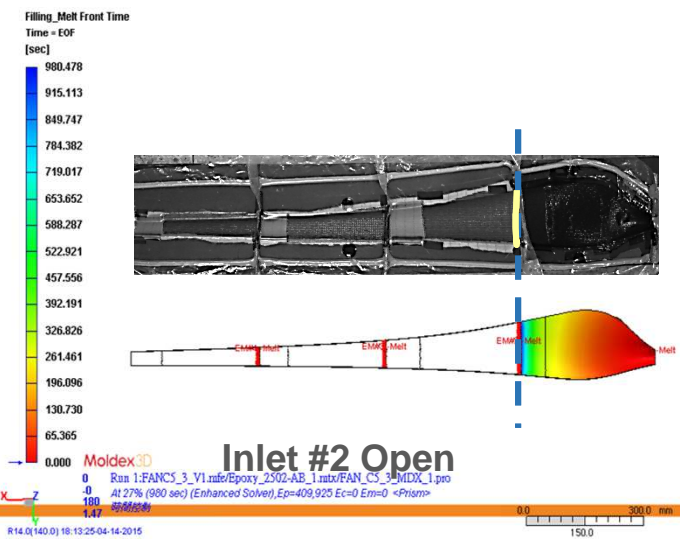 Filling_Melt Front Time
Time = EOF
[sec]
980.478
915.113
849.747
784.382
719.017
653.652
588.287
522.921
457.556
392.191
326.826
261.461
196.096
130.730
65.365
0.000
Melt
Melt
Melt
Melt
Moldex3D
Inlet #2 Open
0
-0
180
1.47
Run 1:FANC5_3_V1.mfe/Epoxy_2502-AB_1.mtx/FAN_C5_3_MDX_1.pro
At 27% (980 sec) (Enhanced Solver),Ep=409,925 Ec=0 Em=0 <Prism>
X
Z
Y
R14.0(140.0) 18:13:25-04-14-2015
0.0
300.0 mm
150.0